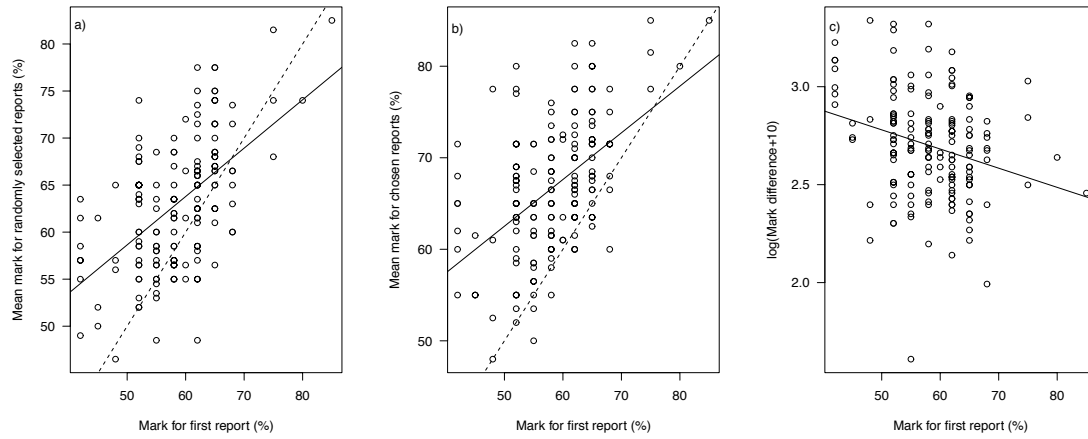 a)
Mean mark for randomly selected reports (%)
80
75
70
65
60
55
50
50 60 70 80
Mark for first report (%)
b)
Mean mark for chosen reports (%)
80
70
60
50
50 60 70 80
Mark for first report (%)
c)
log(Mark difference+10)
3.0
2.5
2.0
50 60 70 80
Mark for first report (%)